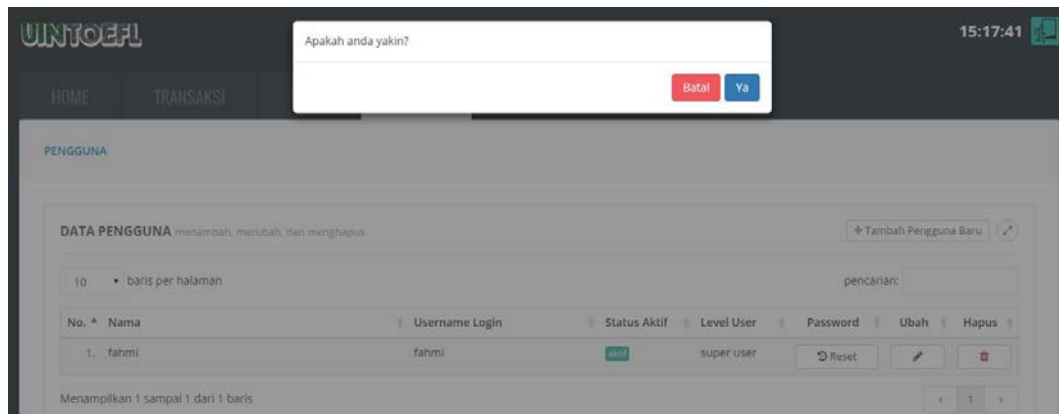 UINTOEFL
Apakah anda yakin?
15:17:41
Batal Ya
HOME TRANSAKSI
PENGGUNA
DATA PENGGUNA menambah, merubah, dan menghapus
+Tambah Pengguna Baru
10 baris per halaman
pencarian:
No. Nama Username Login Status Aktif Level User Password Ubah Hapus
1. fahmi fahmi aktif super user Reset
Menampilkan 1 sampai 1 dari 1 baris
< 1 >